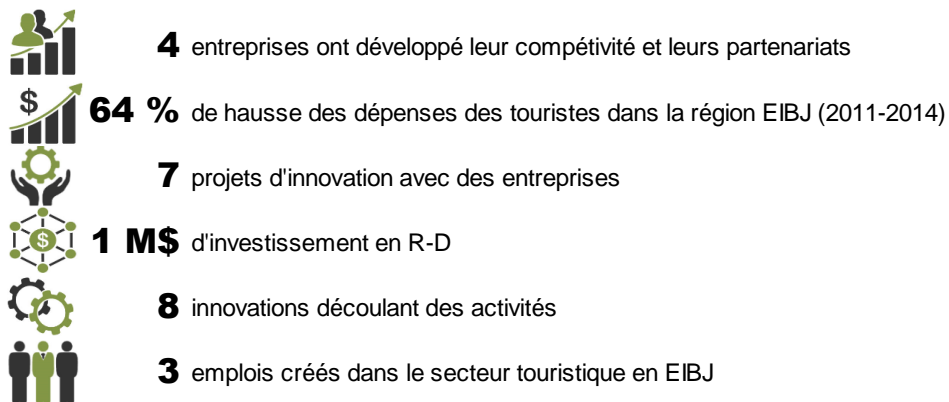 4 entreprises ont développé leur compétivité et leurs partenariats
$ 64 % de hausse des dépenses des touristes dans la région EIBJ (2011-2014)
7 projets d'innovation avec des entreprises
$ 1 M$ d'investissement en R-D
8 innovations découlant des activités
3 emplois créés dans le secteur touristique en EIBJ